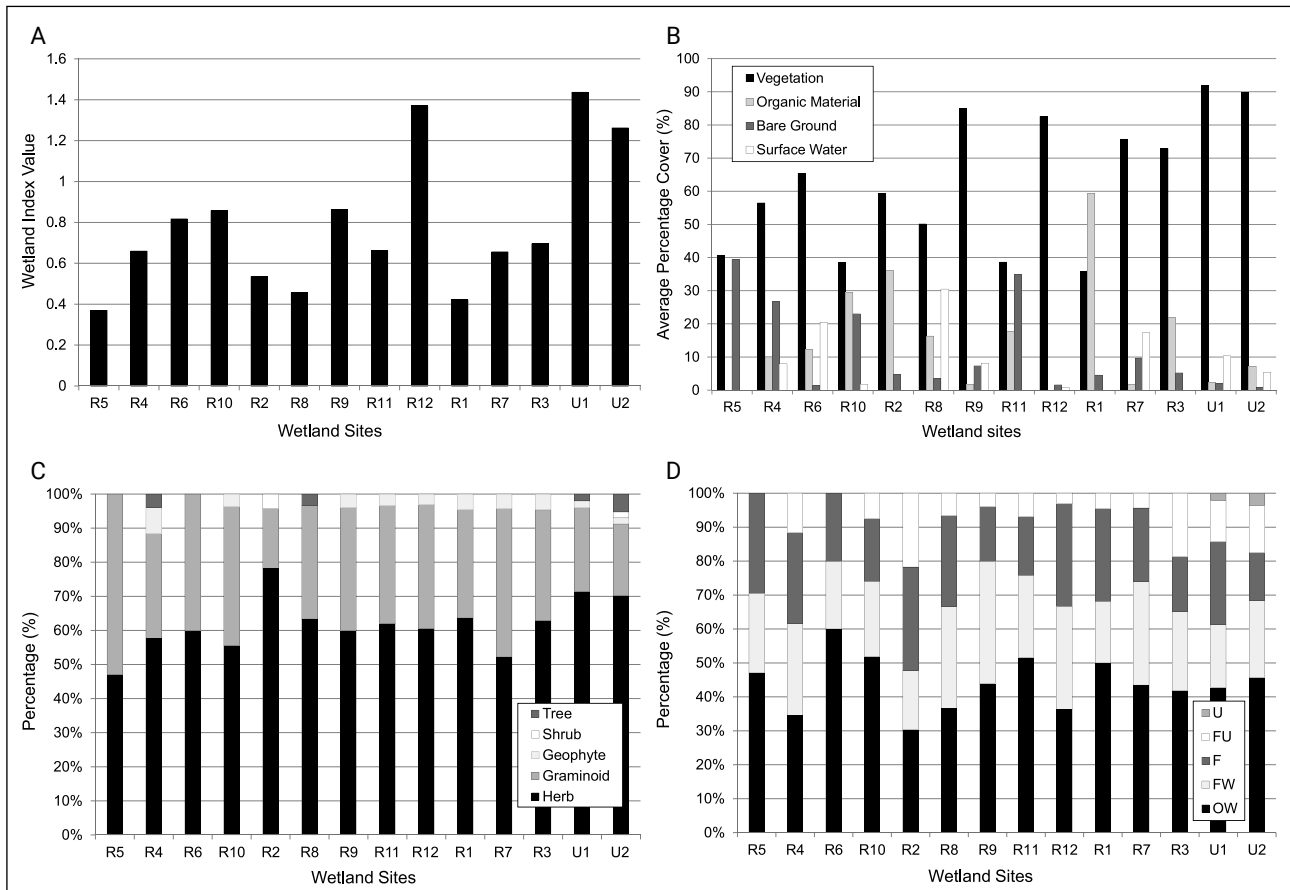 A
1.6
1.4
1.2
1
0.8
0.6
0.4
0.2
0
Wetland Index Value
R5 R4 R6 R10 R2 R8 R9 R11 R12 R1 R7 R3 U1 U2
Wetland Sites
B
100
90
80
70
60
50
40
30
20
10
0
Average Percentage Cover (%)
Vegetation
Organic Material
Bare Ground
Surface Water
R5 R4 R6 R10 R2 R8 R9 R11 R12 R1 R7 R3 U1 U2
Wetland sites
C
100%
90%
80%
70%
60%
50%
40%
30%
20%
10%
0%
Percentage (%)
Tree
Shrub
Geophyte
Graminoid
Herb
R5 R4 R6 R10 R2 R8 R9 R11 R12 R1 R7 R3 U1 U2
Wetland Sites
D
100%
90%
80%
70%
60%
50%
40%
30%
20%
10%
0%
Percentage (%)
U
FU
F
FW
OW
R5 R4 R6 R10 R2 R8 R9 R11 R12 R1 R7 R3 U1 U2
Wetland Sites